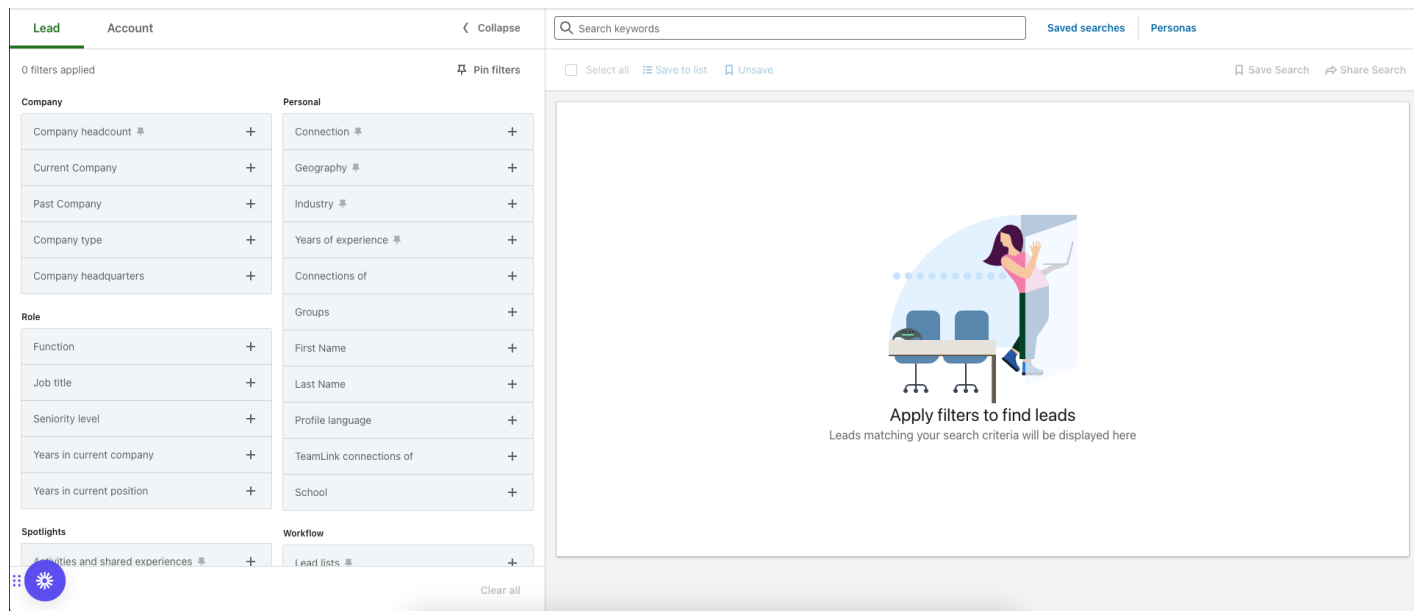 Lead
Account
Collapse
Search keywords
Saved searches
Personas
0 filters applied
Pin filters
Select all
Save to list
Unsave
Save Search
Share Search
Company
Company headcount
Current Company
Past Company
Company type
Company headquarters
Role
Function
Job title
Seniority level
Years in current company
Years in current position
Spotlights
Activities and shared experiences
Personal
Connection
Geography
Industry
Years of experience
Connections of
Groups
First Name
Last Name
Profile language
TeamLink connections of
School
Workflow
Lead lists
Clear all
Apply filters to find leads
Leads matching your search criteria will be displayed here